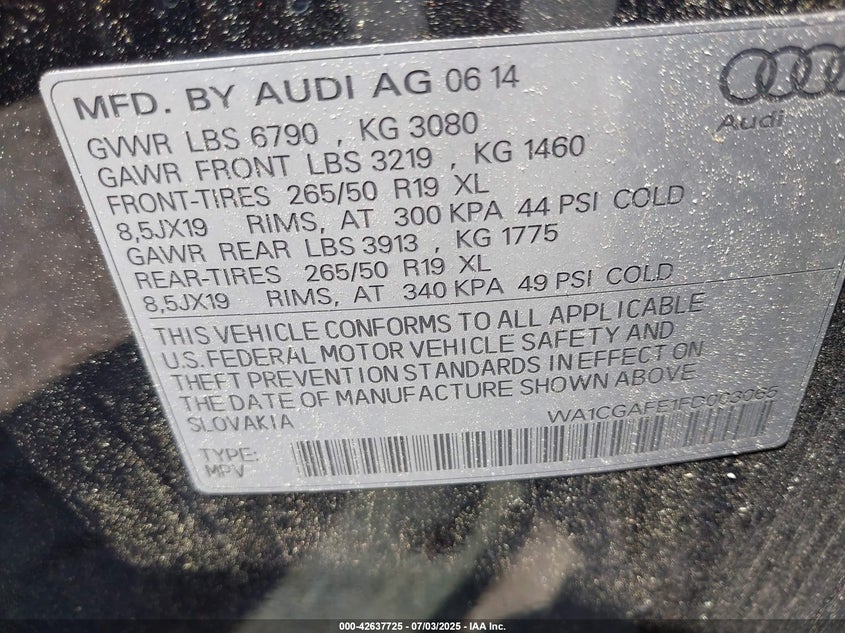 MFD. BY AUDI AG 06 14
Audi
GVWR LBS 6790 , KG 3080
GAWR FRONT LBS 3219 , KG 1460
FRONT-TIRES 265/50 R19 XL
8,5JX19 RIMS, AT 300 KPA 44 PSI COLD
GAWR REAR LBS 3913 , KG 1775
REAR-TIRES 265/50 R19 XL
8,5JX19 RIMS, AT 340 KPA 49 PSI COLD
THIS VEHICLE CONFORMS TO ALL APPLICABLE
U.S. FEDERAL MOTOR VEHICLE SAFETY AND
THEFT PREVENTION STANDARDS IN EFFECT ON
THE DATE OF MANUFACTURE SHOWN ABOVE
SLOVAKIA WA1CGAFE1FD003065
TYPE:
MPV
000-42637725 - 07/03/2025 - IAA Inc.